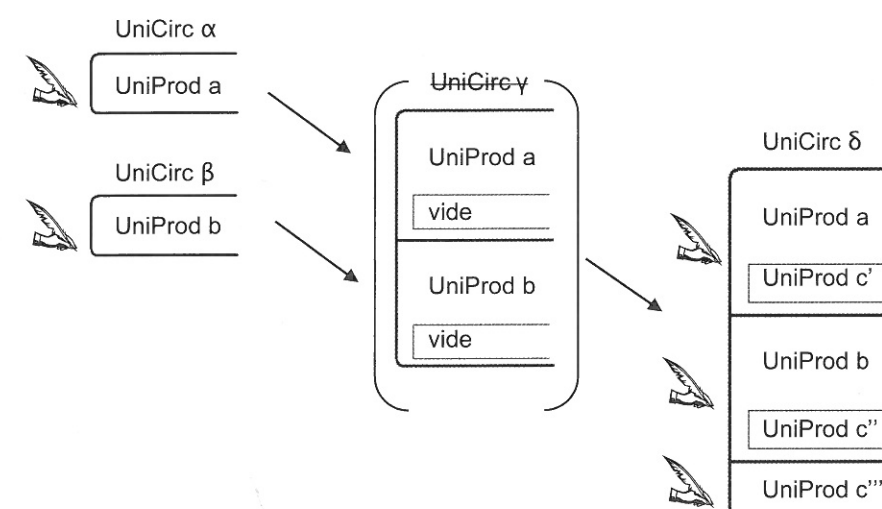 UniCirc α
UniProd a
UniCirc β
UniProd b
UniCirc γ
UniProd a
vide
UniProd b
vide
UniCirc δ
UniProd a
UniProd c'
UniProd b
UniProd c''
UniProd c'''